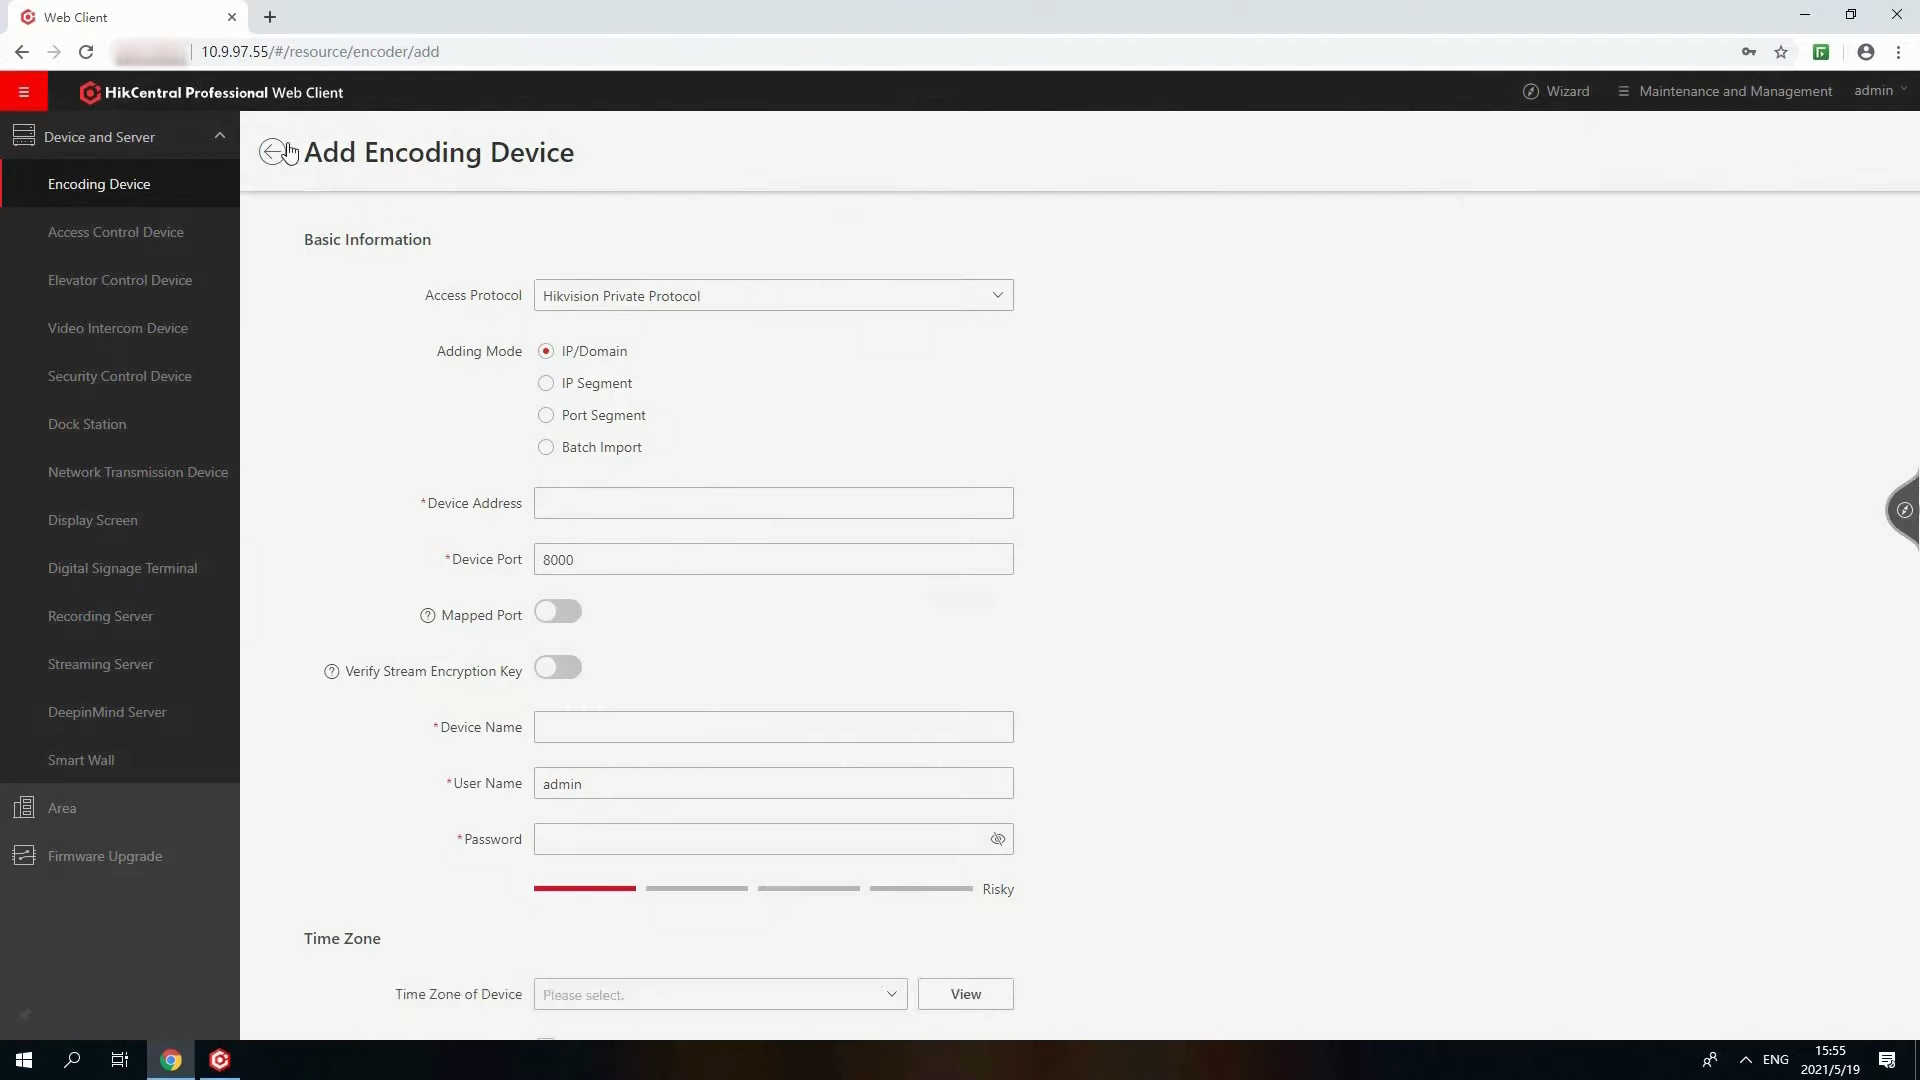 Web Client
10.9.97.55/#/resource/encoder/add
HikCentral Professional Web Client
Wizard
Maintenance and Management
admin
Device and Server
Encoding Device
Access Control Device
Elevator Control Device
Video Intercom Device
Security Control Device
Dock Station
Network Transmission Device
Display Screen
Digital Signage Terminal
Recording Server
Streaming Server
DeepinMind Server
Smart Wall
Area
Firmware Upgrade
Add Encoding Device
Basic Information
Access Protocol Hikvision Private Protocol
Adding Mode IP/Domain
IP Segment
Port Segment
Batch Import
*Device Address
*Device Port 8000
Mapped Port
Verify Stream Encryption Key
*Device Name
*User Name admin
*Password
Risky
Time Zone
Time Zone of Device Please select. View
ENG
15:55
2021/5/19